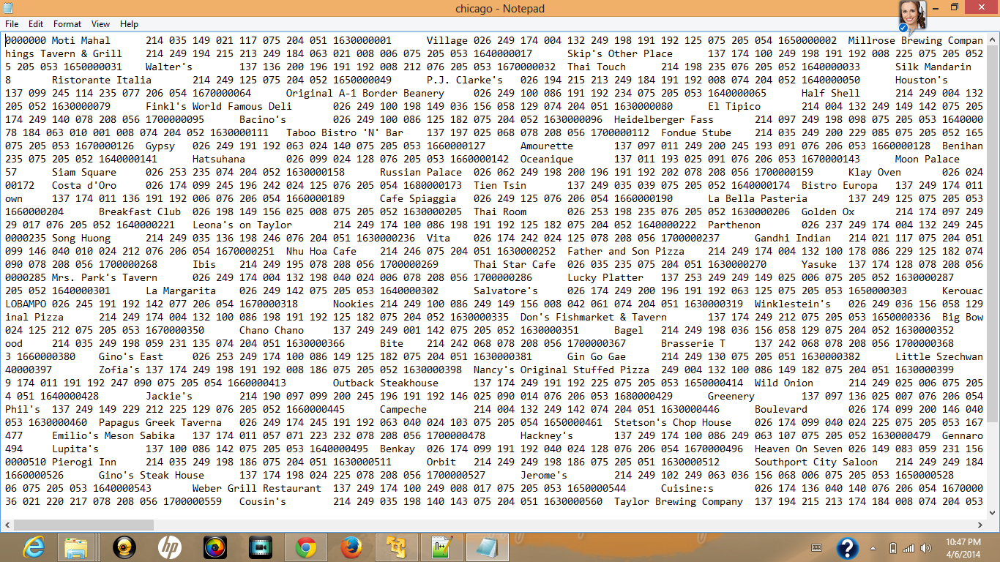 chicago - Notepad
File Edit Format View Help
0000000 Moti Mahal 214 035 149 021 117 075 204 051 1630000001 Village 026 249 174 004 132 249 198 191 192 125 075 205 054 1650000002 Millrose Brewing Compan
hings Tavern & Grill 214 249 194 215 213 249 184 063 021 008 006 075 205 053 1640000017 Skip's Other Place 137 174 100 249 198 191 192 008 225 075 205 052
5 205 053 1650000031 Walter's 137 136 200 196 191 192 008 212 076 205 053 1670000032 Thai Touch 214 198 235 076 205 052 1640000033 Silk Mandarin
8 Ristorante Italia 214 249 125 075 204 052 1650000049 P.J. Clarke's 026 194 215 213 249 184 191 192 008 074 204 052 1640000050 Houston's
137 099 245 114 235 077 206 054 1670000064 Original A-1 Border Beanery 026 249 100 086 191 192 234 075 205 053 1640000065 Half Shell 214 249 004 132
205 052 1630000079 Finkl's World Famous Deli 026 249 100 198 149 036 156 058 129 074 204 051 1630000080 El Tipico 214 004 132 249 149 142 075 205
174 249 140 078 208 056 1700000095 Bacino's 026 249 100 086 125 182 075 204 052 1630000096 Heidelberger Fass 214 097 249 198 098 075 205 053 1640000
78 184 063 010 001 008 074 204 052 1630000111 Taboo Bistro 'N' Bar 137 197 025 068 078 208 056 1700000112 Fondue Stube 214 035 249 200 229 085 075 205 052 165
075 205 053 1670000126 Gypsy 026 249 191 192 063 024 140 075 205 053 1660000127 Amourette 137 097 011 249 200 245 193 091 076 206 053 1660000128 Benihan
235 075 205 052 1640000141 Hatsuhana 026 099 024 128 076 205 053 1660000142 Oceanique 137 011 193 025 091 076 206 053 1670000143 Moon Palace
57 Siam Square 026 253 235 074 204 052 1630000158 Russian Palace 026 062 249 198 200 196 191 192 202 078 208 056 1700000159 Klay Oven 026 024
00172 Costa d'Oro 026 174 099 245 196 242 024 125 076 205 054 1680000173 Tien Tsin 137 249 035 039 075 205 052 1640000174 Bistro Europa 137 249 174 011
own 137 174 011 136 191 192 006 076 206 054 1660000189 Cafe Spiaggia 026 249 125 076 206 054 1660000190 La Bella Pasteria 137 249 125 075 205 053
1660000204 Breakfast Club 026 198 149 156 025 008 075 205 052 1630000205 Thai Room 026 253 198 235 076 205 052 1630000206 Golden Ox 214 174 097 249
29 017 076 205 052 1640000221 Leona's on Taylor 214 249 174 100 086 198 191 192 125 182 075 204 052 1640000222 Parthenon 026 237 249 174 004 132 249 245
0000235 Song Huong 214 249 035 136 198 246 076 204 051 1630000236 Vita 026 174 242 024 125 078 208 056 1700000237 Gandhi Indian 214 021 117 075 204 051
099 146 040 010 024 212 076 206 054 1670000251 Nhu Hoa Cafe 214 246 075 204 051 1630000252 Father and Son Pizza 214 249 174 004 132 100 178 086 229 125 182 074
090 078 208 056 1700000268 Ibis 214 249 195 078 208 056 1700000269 Thai Star Cafe 026 035 235 075 204 051 1630000270 Yasuke 137 174 128 078 208 056
0000285 Mrs. Park's Tavern 026 249 174 004 132 198 040 024 006 078 208 056 1700000286 Lucky Platter 137 253 249 249 149 025 006 075 205 052 1630000287
205 052 1640000301 La Margarita 026 249 142 075 205 053 1640000302 Salvatore's 026 174 249 200 196 191 192 063 125 075 205 053 1650000303 Kerouac
LOBAMPO 026 245 191 192 142 077 206 054 1670000318 Nookies 214 249 100 086 249 149 156 008 042 061 074 204 051 1630000319 Winklestein's 026 249 036 156 058 129
inal Pizza 214 249 174 004 132 100 086 198 191 192 125 182 075 204 052 1630000335 Don's Fishmarket & Tavern 137 174 249 212 075 205 053 1650000336 Big Bow
024 125 212 075 205 053 1670000350 Chano Chano 137 249 249 001 142 075 205 052 1630000351 Bagel 214 249 198 036 156 058 129 075 204 052 1630000352
ood 214 035 249 198 059 231 135 074 204 051 1630000366 Bite 214 242 068 078 208 056 1700000367 Brasserie T 137 242 068 078 208 056 1700000368
3 1660000380 Gino's East 026 253 249 174 100 086 149 125 182 075 204 051 1630000381 Gin Go Gae 214 249 130 075 205 051 1630000382 Little Szechwan
40000397 Zofia's 137 174 249 198 191 192 008 186 075 205 052 1630000398 Nancy's Original Stuffed Pizza 249 004 132 100 086 149 182 075 204 051 1630000399
9 174 011 191 192 247 090 075 205 054 1660000413 Outback Steakhouse 137 174 249 191 192 225 075 205 053 1650000414 Wild Onion 214 249 025 006 075 205
4 051 1640000428 Jackie's 214 190 097 099 200 245 196 191 192 146 025 090 014 076 206 053 1680000429 Greenery 137 097 136 025 007 076 206 054
Phil's 137 249 149 229 212 225 129 076 205 052 1660000445 Campeche 214 004 132 249 142 074 204 051 1630000446 Boulevard 026 174 099 200 146 040
053 1630000460 Papagus Greek Taverna 026 249 174 245 191 192 063 040 024 103 075 205 054 1650000461 Stetson's Chop House 026 174 099 040 024 225 075 205 053 167
477 Emilio's Meson Sabika 137 174 011 057 071 223 232 078 208 056 1700000478 Hackney's 137 249 174 100 086 249 063 107 075 205 052 1630000479 Gennaro
494 Lupita's 137 100 086 142 075 205 053 1640000495 Benkay 026 174 099 191 192 040 024 128 076 206 054 1670000496 Heaven On Seven 026 149 083 059 231 156
0000510 Pierogi Inn 214 035 249 198 186 075 204 051 1630000511 Orbit 214 249 249 198 186 075 205 051 1630000512 Southport City Saloon 214 249 249 184
1660000526 Gino's Steak House 137 174 198 024 225 078 208 056 1700000527 Jerome's 214 249 102 249 063 036 156 068 006 075 205 053 1650000528
06 075 205 053 1640000543 Weber Grill Restaurant 137 249 174 100 249 008 017 075 205 053 1650000544 Cuisine:s 026 174 136 040 140 076 206 054 1670000
36 021 220 217 078 208 056 1700000559 Cousin's 214 249 035 198 140 143 075 204 051 1630000560 Taylor Brewing Company 137 194 215 213 174 184 008 074 204 053
10:47 PM
4/6/2014